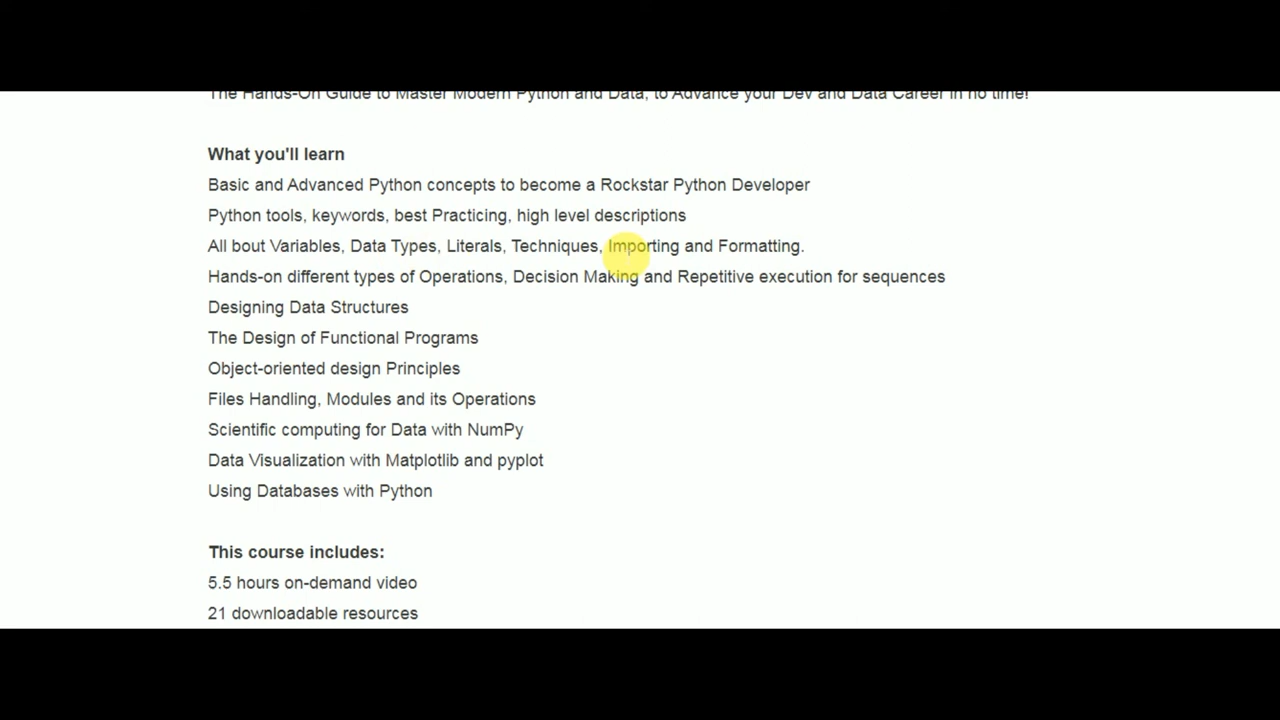 The Hands-On Guide to Master Modern Python and Data, to Advance your Dev and Data Career in no time!
What you'll learn
Basic and Advanced Python concepts to become a Rockstar Python Developer
Python tools, keywords, best Practicing, high level descriptions
All bout Variables, Data Types, Literals, Techniques, Importing and Formatting.
Hands-on different types of Operations, Decision Making and Repetitive execution for sequences
Designing Data Structures
The Design of Functional Programs
Object-oriented design Principles
Files Handling, Modules and its Operations
Scientific computing for Data with NumPy
Data Visualization with Matplotlib and pyplot
Using Databases with Python
This course includes:
5.5 hours on-demand video
21 downloadable resources